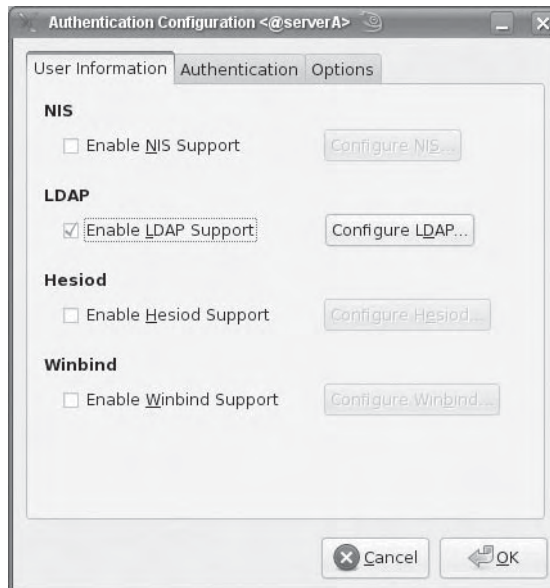 Authentication Configuration <@serverA>
User Information Authentication Options
NIS
Enable NIS Support Configure NIS...
LDAP
Enable LDAP Support Configure LDAP...
Hesiod
Enable Hesiod Support Configure Hesiod...
Winbind
Enable Winbind Support Configure Winbind...
Cancel OK